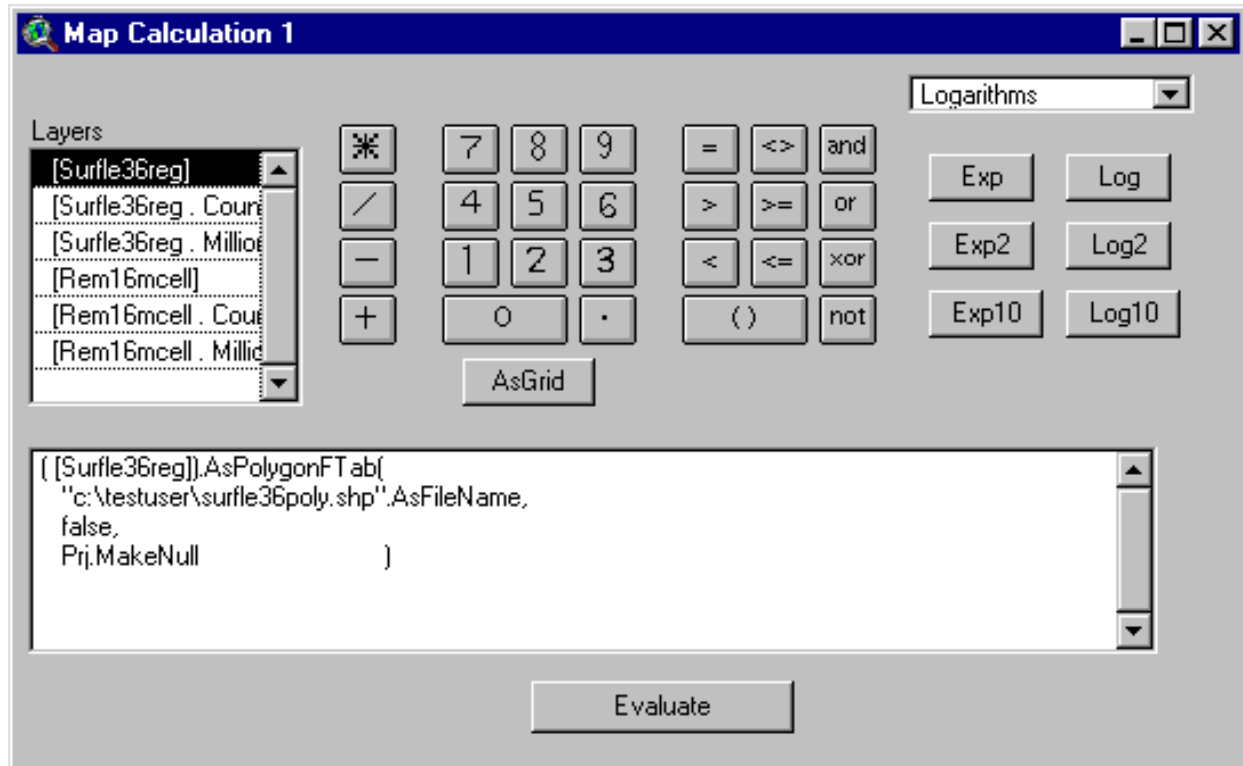 Map Calculation 1
Logarithms
Layers
[Surfle36reg]
[Surfle36reg . Coun
[Surfle36reg . Million
[Rem16mcell]
[Rem16mcell . Cou
[Rem16mcell . Millio
* 7 8 9 = <> and
/ 4 5 6 > >= or
- 1 2 3 < <= xor
+ 0 . ( ) not
AsGrid
Exp Log
Exp2 Log2
Exp10 Log10
( [Surfle36reg]).AsPolygonFTab(
"c:\testuser\surfle36poly.shp".AsFileName,
false,
Prj.MakeNull )
Evaluate